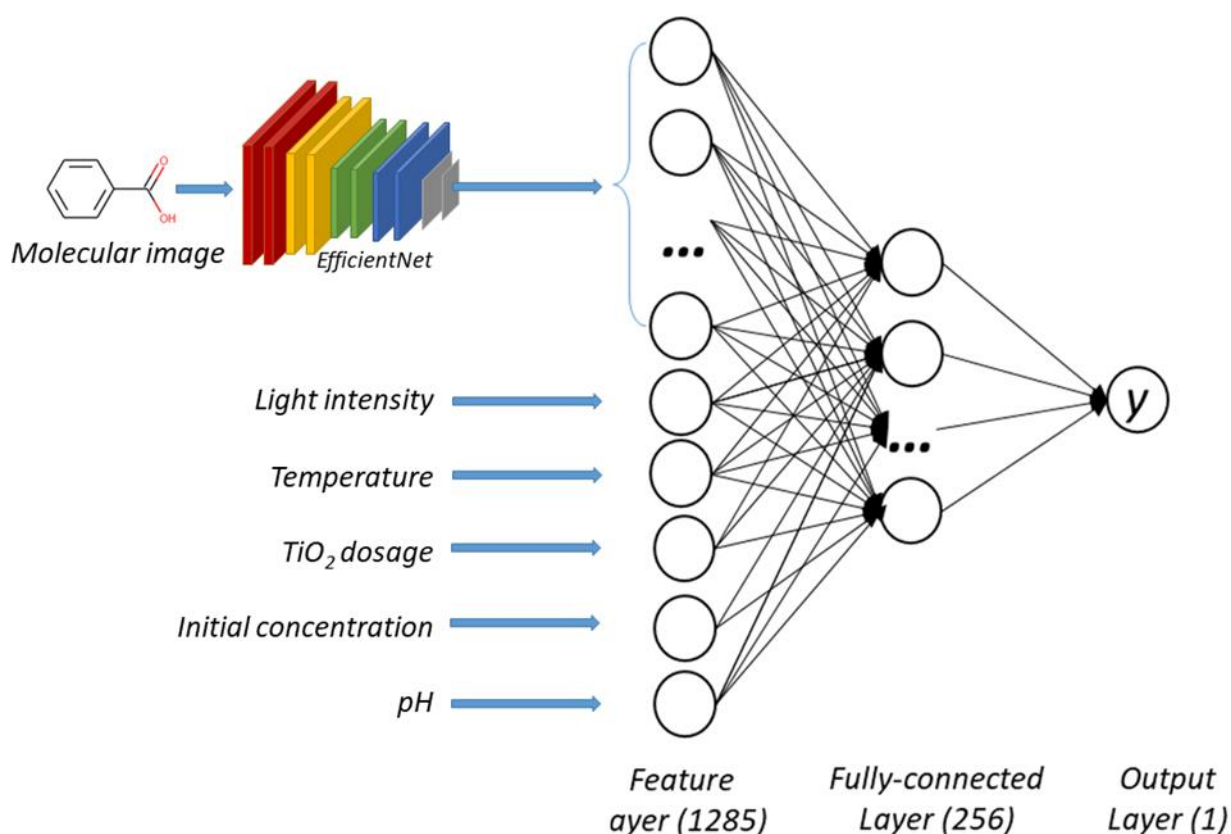 O
OH
Molecular image
EfficientNet
...
Light intensity
Temperature
TiO₂ dosage
Initial concentration
pH
...
y
Feature
ayer (1285)
Fully-connected
Layer (256)
Output
Layer (1)